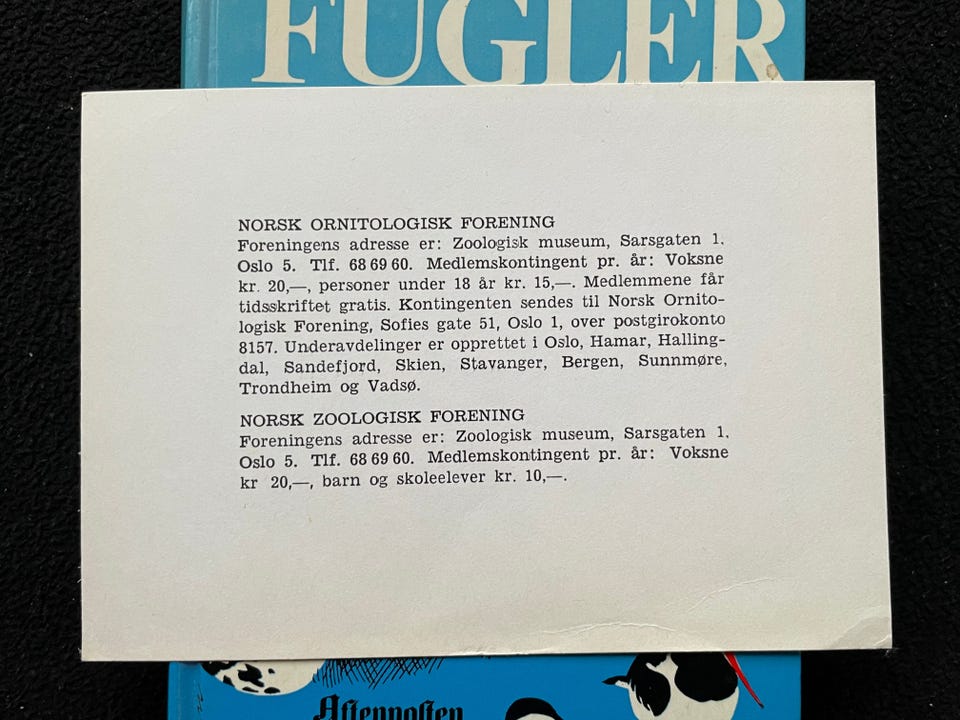 FUGLER
NORSK ORNITOLOGISK FORENING
Foreningens adresse er: Zoologisk museum, Sarsgaten 1,
Oslo 5. Tlf. 68 69 60. Medlemskontingent pr. år: Voksne
kr. 20,—, personer under 18 år kr. 15,—. Medlemmene får
tidsskriftet gratis. Kontingenten sendes til Norsk Ornito-
logisk Forening, Sofies gate 51, Oslo 1, over postgirokonto
8157. Underavdelinger er opprettet i Oslo, Hamar, Halling-
dal, Sandefjord, Skien, Stavanger, Bergen, Sunnmøre,
Trondheim og Vadsø.
NORSK ZOOLOGISK FORENING
Foreningens adresse er: Zoologisk museum, Sarsgaten 1,
Oslo 5. Tlf. 68 69 60. Medlemskontingent pr. år: Voksne
kr 20,—, barn og skoleelever kr. 10,—.
Aftenposten